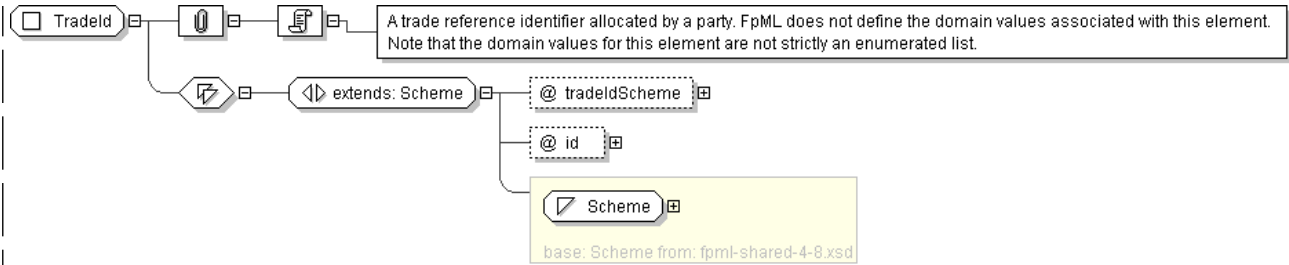 TradeId
A trade reference identifier allocated by a party. FpML does not define the domain values associated with this element.
Note that the domain values for this element are not strictly an enumerated list.
extends: Scheme
@ tradeIdScheme
@ id
Scheme
base: Scheme from: fpml-shared-4-8.xsd